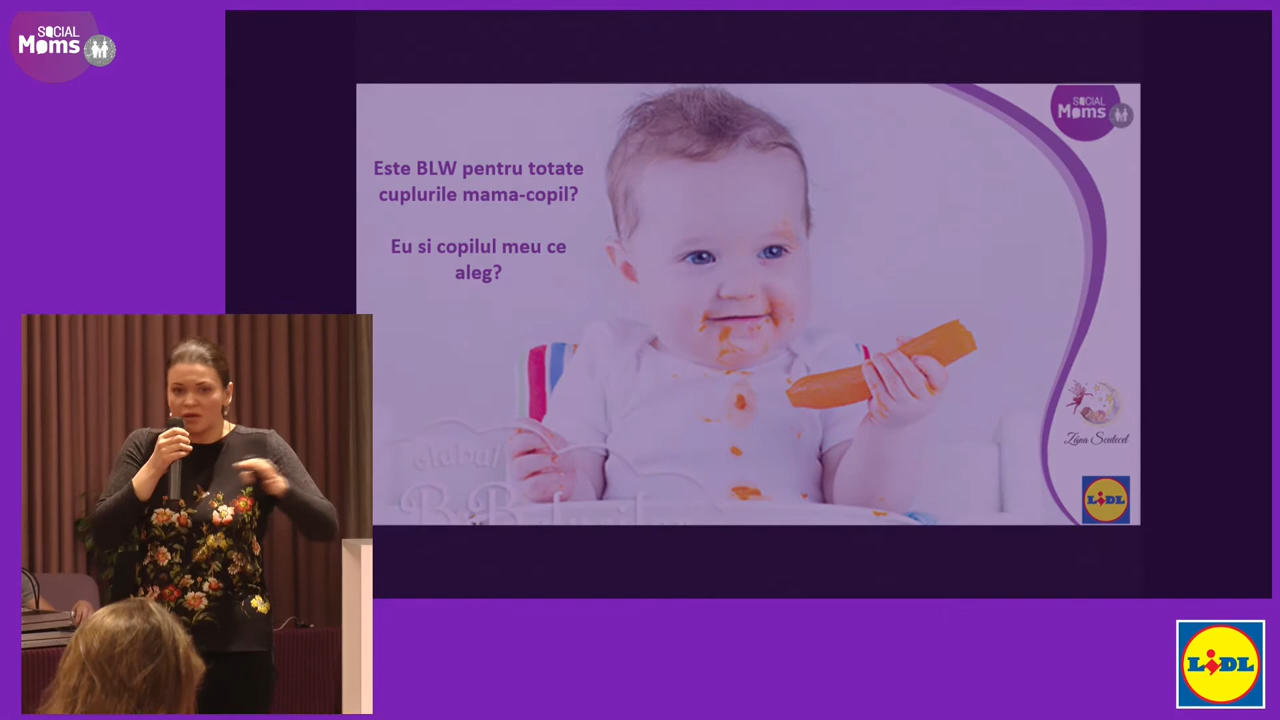 SOCIAL
Moms
Este BLW pentru totate
cuplurile mama-copil?
Eu si copilul meu ce
aleg?
SOCIAL
Moms
Zâna
LIDL
LIDL